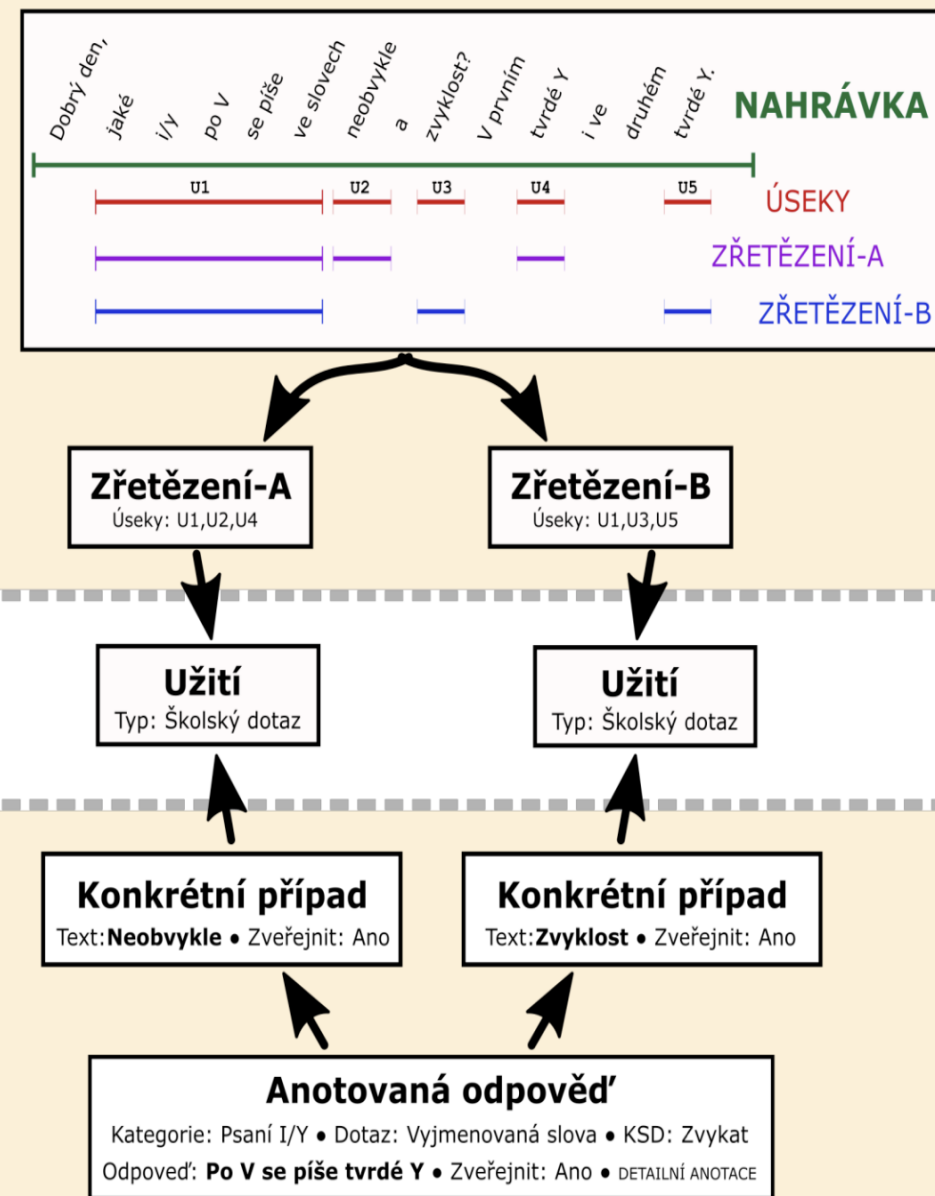 Dobrý den, jaké i/y po V se píše ve slovech neobvykle a zvyklost? V prvním tvrdé Y i ve druhém tvrdé Y.
NAHRÁVKA
U1 U2 U3 U4 U5
ÚSEKY
ZŘETĚZENÍ-A
ZŘETĚZENÍ-B
Zřetězení-A
Úseky: U1,U2,U4
Zřetězení-B
Úseky: U1,U3,U5
Užití
Typ: Školský dotaz
Užití
Typ: Školský dotaz
Konkrétní případ
Text:Neobvykle • Zveřejnit: Ano
Konkrétní případ
Text:Zvyklost • Zveřejnit: Ano
Anotovaná odpověď
Kategorie: Psaní I/Y • Dotaz: Vyjmenovaná slova • KSD: Zvykat
Odpoveď: Po V se píše tvrdé Y • Zveřejnit: Ano • DETAILNÍ ANOTACE